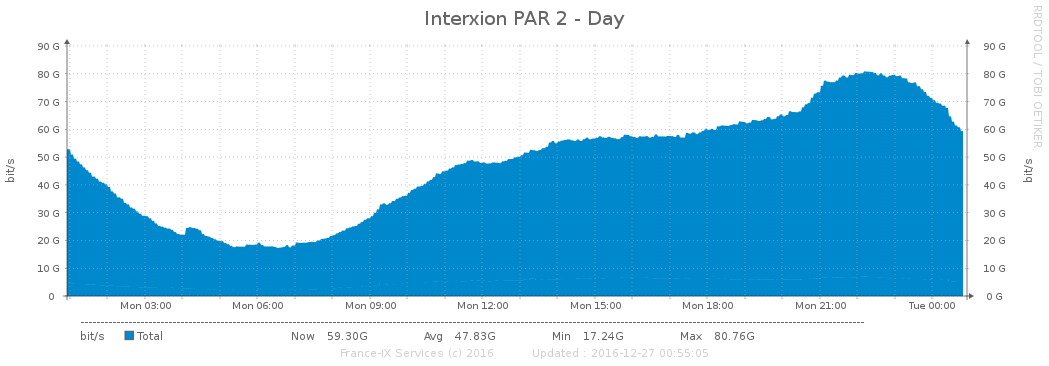 Interxion PAR 2 - Day
RRDTOOL / TOBI OETIKER
90 G 90 G
80 G 80 G
70 G 70 G
60 G 60 G
50 G 50 G
40 G 40 G
30 G 30 G
20 G 20 G
10 G 10 G
0 0 G
bit/s bit/s
Mon 03:00 Mon 06:00 Mon 09:00 Mon 12:00 Mon 15:00 Mon 18:00 Mon 21:00 Tue 00:00
bit/s Total Now 59.30G Avg 47.83G Min 17.24G Max 80.76G
France-IX Services (c) 2016 Updated : 2016-12-27 00:55:05